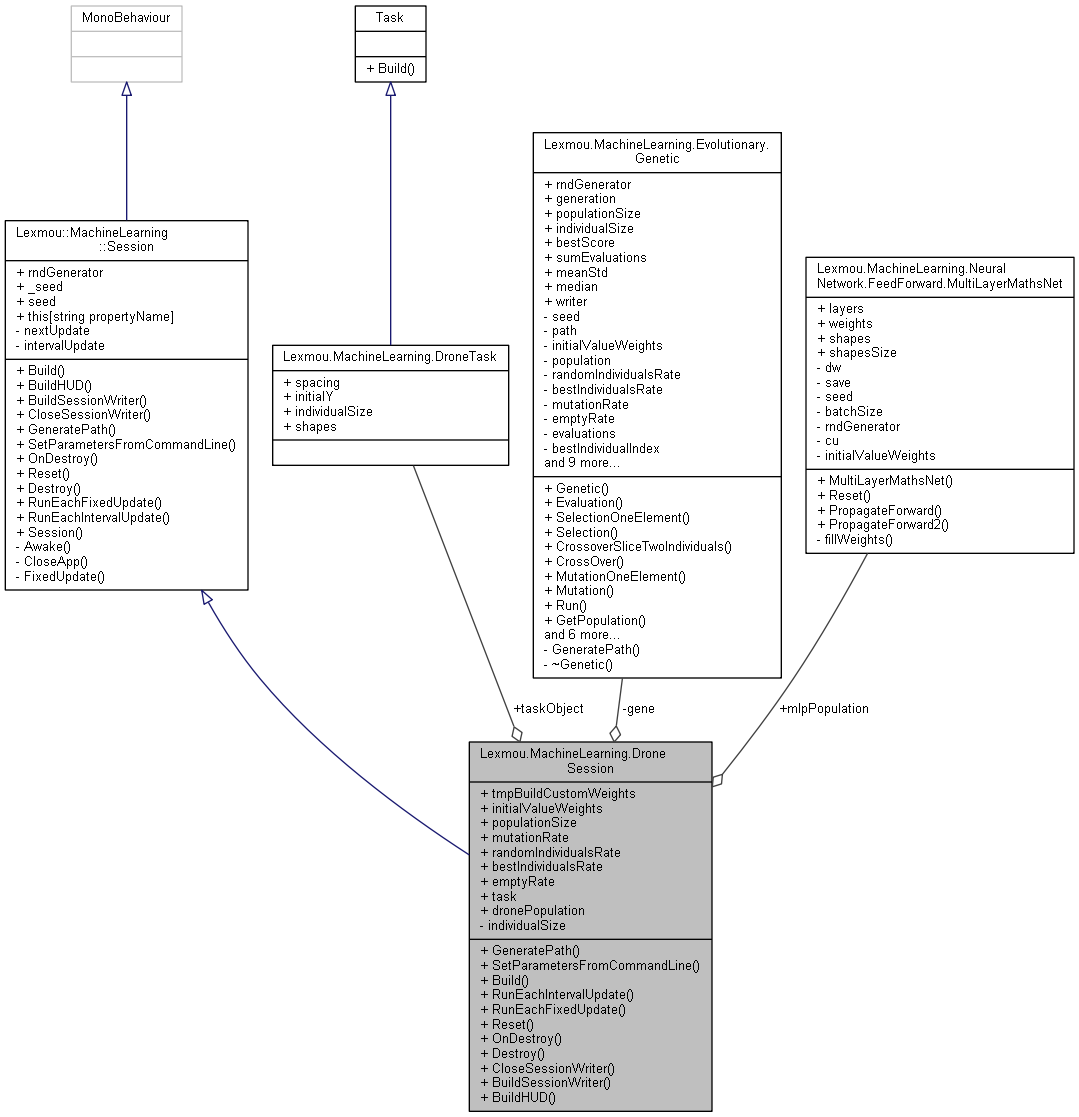 MonoBehaviour
Task
+ Build()
Lexmou.MachineLearning.Evolutionary.
Genetic
+ rndGenerator
+ generation
+ populationSize
+ individualSize
+ bestScore
+ sumEvaluations
+ meanStd
+ median
+ writer
- seed
- path
- initialValueWeights
- population
- randomIndividualsRate
- bestIndividualsRate
- mutationRate
- emptyRate
- evaluations
- bestIndividualIndex
and 9 more...
+ Genetic()
+ Evaluation()
+ SelectionOneElement()
+ Selection()
+ CrossoverSliceTwoIndividuals()
+ CrossOver()
+ MutationOneElement()
+ Mutation()
+ Run()
+ GetPopulation()
and 6 more...
- GeneratePath()
- ~Genetic()
Lexmou::MachineLearning
::Session
+ rndGenerator
+ _seed
+ seed
+ this[string propertyName]
- nextUpdate
- intervalUpdate
+ Build()
+ BuildHUD()
+ BuildSessionWriter()
+ CloseSessionWriter()
+ GeneratePath()
+ SetParametersFromCommandLine()
+ OnDestroy()
+ Reset()
+ Destroy()
+ RunEachFixedUpdate()
+ RunEachIntervalUpdate()
+ Session()
- Awake()
- CloseApp()
- FixedUpdate()
Lexmou.MachineLearning.DroneTask
+ spacing
+ initialY
+ individualSize
+ shapes
Lexmou.MachineLearning.Neural
Network.FeedForward.MultiLayerMathsNet
+ layers
+ weights
+ shapes
+ shapesSize
- dw
- save
- seed
- batchSize
- rndGenerator
- cu
- initialValueWeights
+ MultiLayerMathsNet()
+ Reset()
+ PropagateForward()
+ PropagateForward2()
- fillWeights()
+taskObject
-gene
+mlpPopulation
Lexmou.MachineLearning.Drone
Session
+ tmpBuildCustomWeights
+ initialValueWeights
+ populationSize
+ mutationRate
+ randomIndividualsRate
+ bestIndividualsRate
+ emptyRate
+ task
+ dronePopulation
- individualSize
+ GeneratePath()
+ SetParametersFromCommandLine()
+ Build()
+ RunEachIntervalUpdate()
+ RunEachFixedUpdate()
+ Reset()
+ OnDestroy()
+ Destroy()
+ CloseSessionWriter()
+ BuildSessionWriter()
+ BuildHUD()